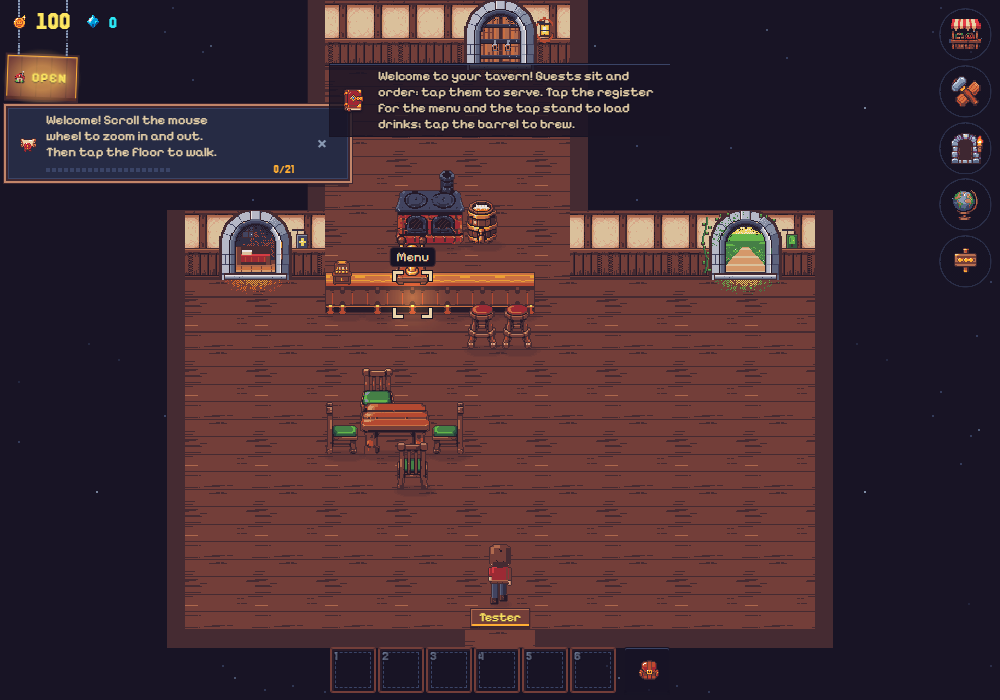 100
0
OPEN
Welcome to your tavern! Guests sit and
order: tap them to serve. Tap the register
for the menu and the tap stand to load
drinks; tap the barrel to brew.
Welcome! Scroll the mouse
wheel to zoom in and out.
Then tap the floor to walk.
0/21
Menu
Tester
1 2 3 4 5 6